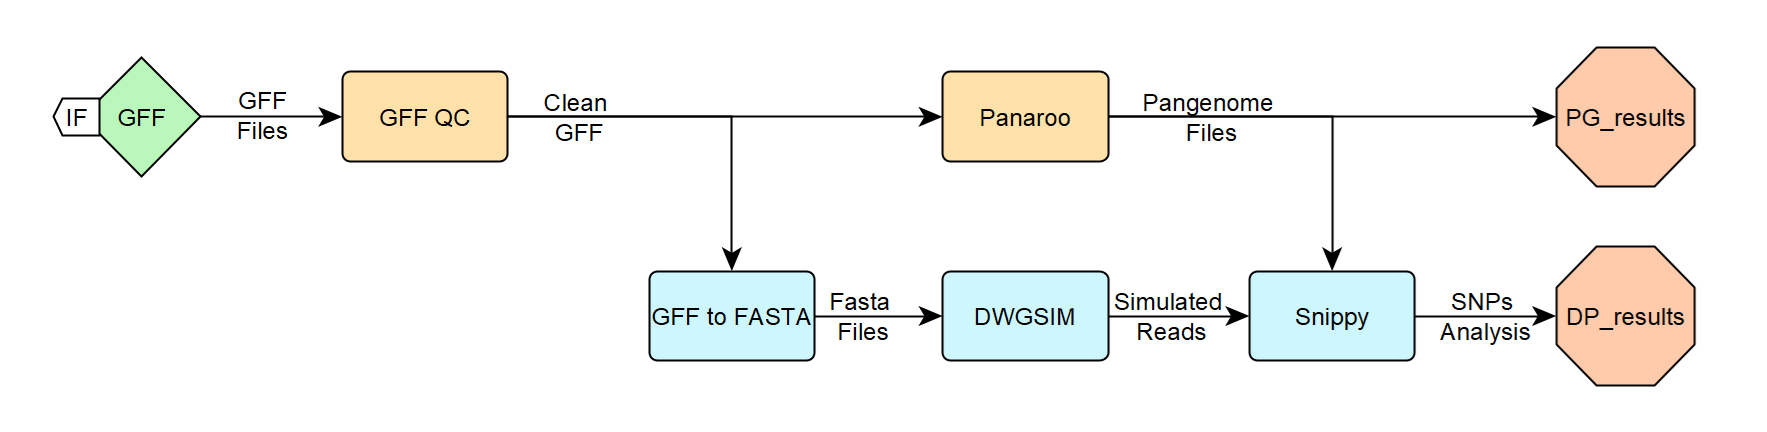 IF
GFF
GFF
Files
GFF QC
Clean
GFF
Panaroo
Pangenome
Files
PG_results
GFF to FASTA
Fasta
Files
DWGSIM
Simulated
Reads
Snippy
SNPs
Analysis
DP_results